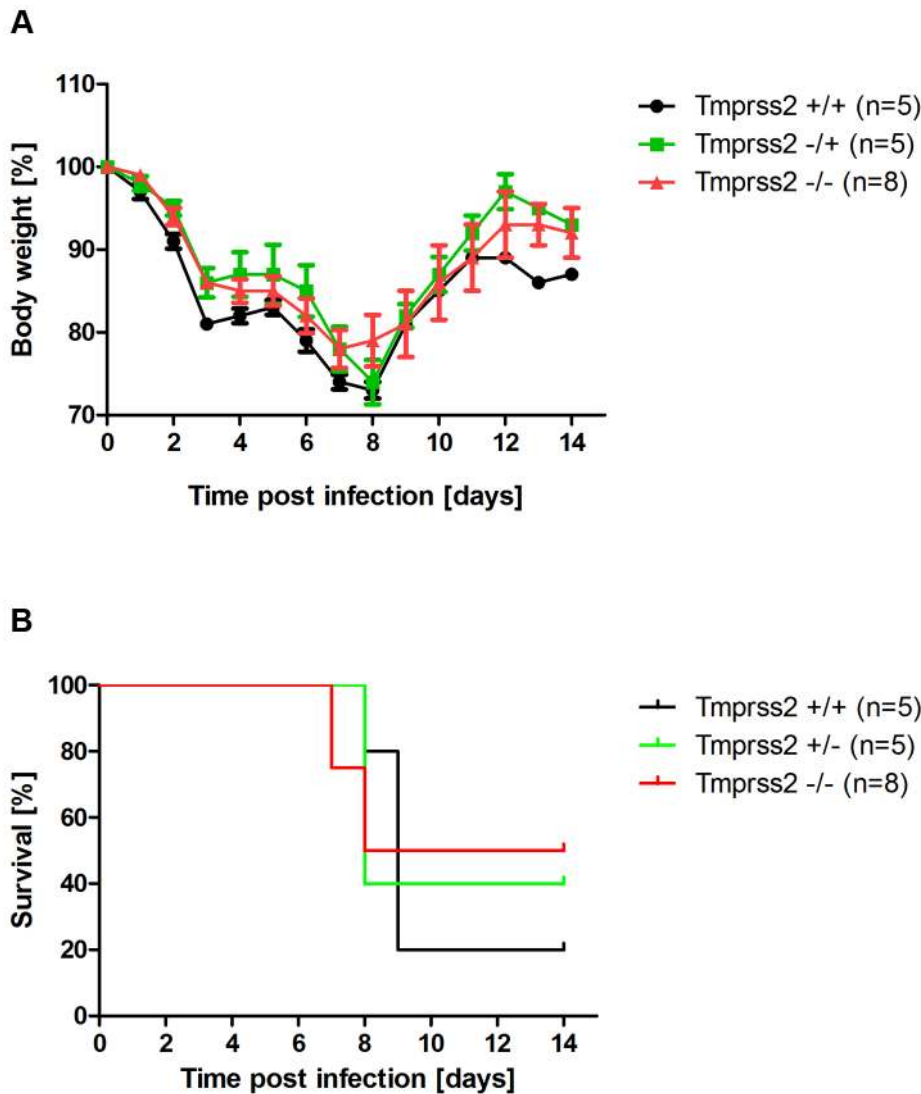 A
110
100
90
80
70
Body weight [%]
0 2 4 6 8 10 12 14
Time post infection [days]
Tmprss2 +/+ (n=5)
Tmprss2 -/+ (n=5)
Tmprss2 -/- (n=8)
B
100
80
60
40
20
0
Survival [%]
0 2 4 6 8 10 12 14
Time post infection [days]
Tmprss2 +/+ (n=5)
Tmprss2 +/- (n=5)
Tmprss2 -/- (n=8)